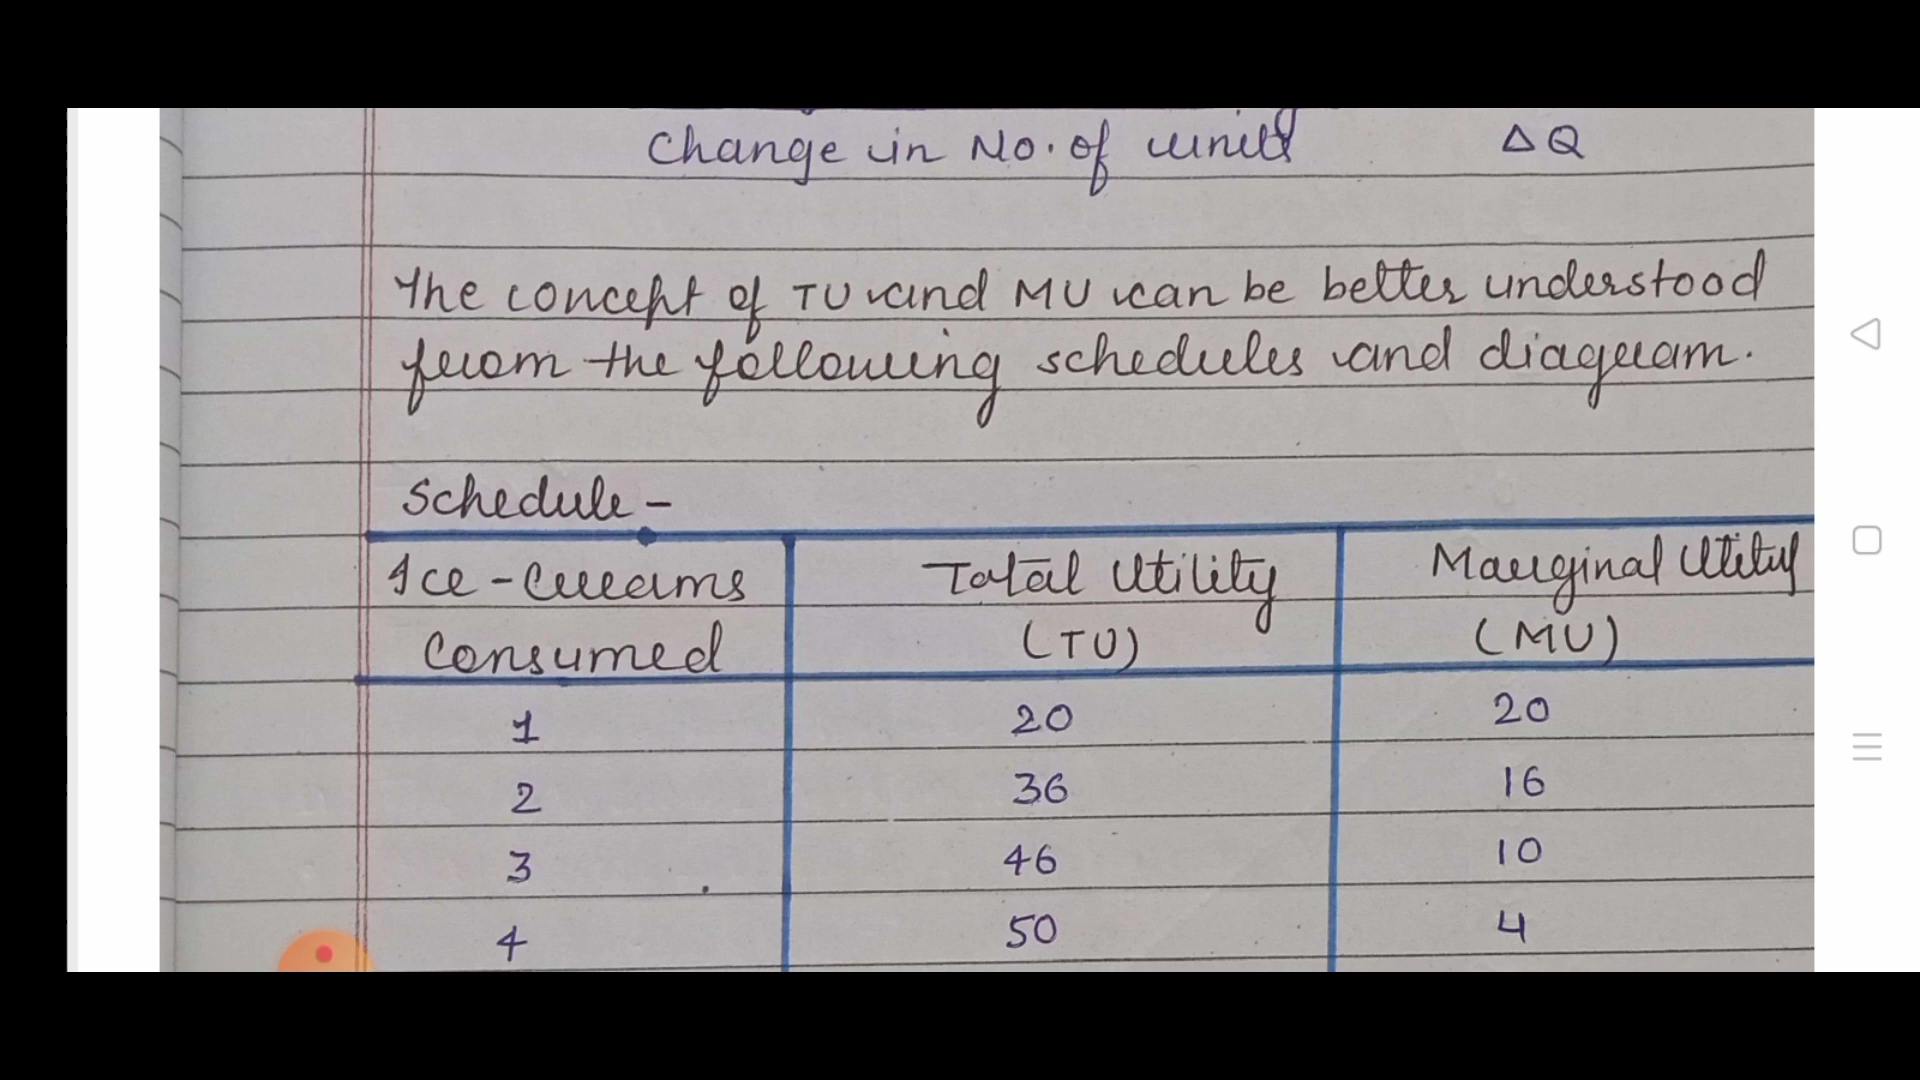 Change in No. of units ΔQ
The concept of TU and MU can be better understood
from the following schedules and diagram.
Schedule -
Ice-Creams Total Utility Marginal Utility
Consumed (TU) (MU)
1 20 20
2 36 16
3 46 10
4 50 4